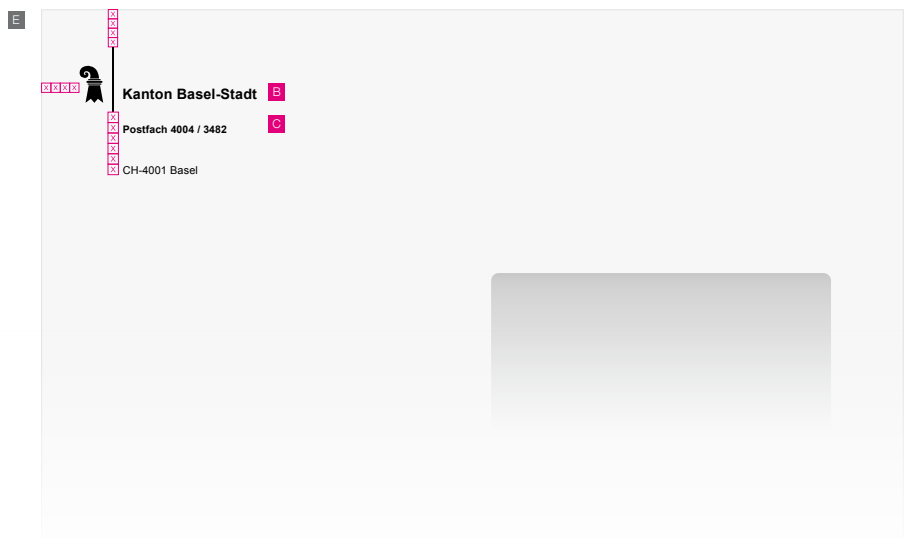 E
X
X
X
X
X X X X
Kanton Basel-Stadt B
X
Postfach 4004 / 3482 C
X
X
X
X
X CH-4001 Basel